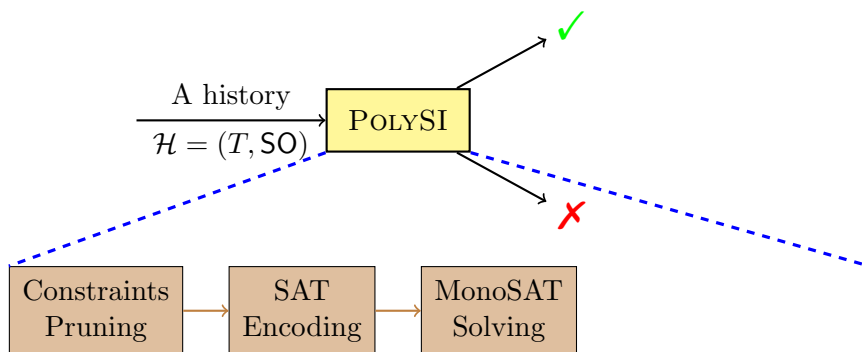 A history
H = (T, SO)
POLYSI
✓
✗
Constraints
Pruning
SAT
Encoding
MonoSAT
Solving